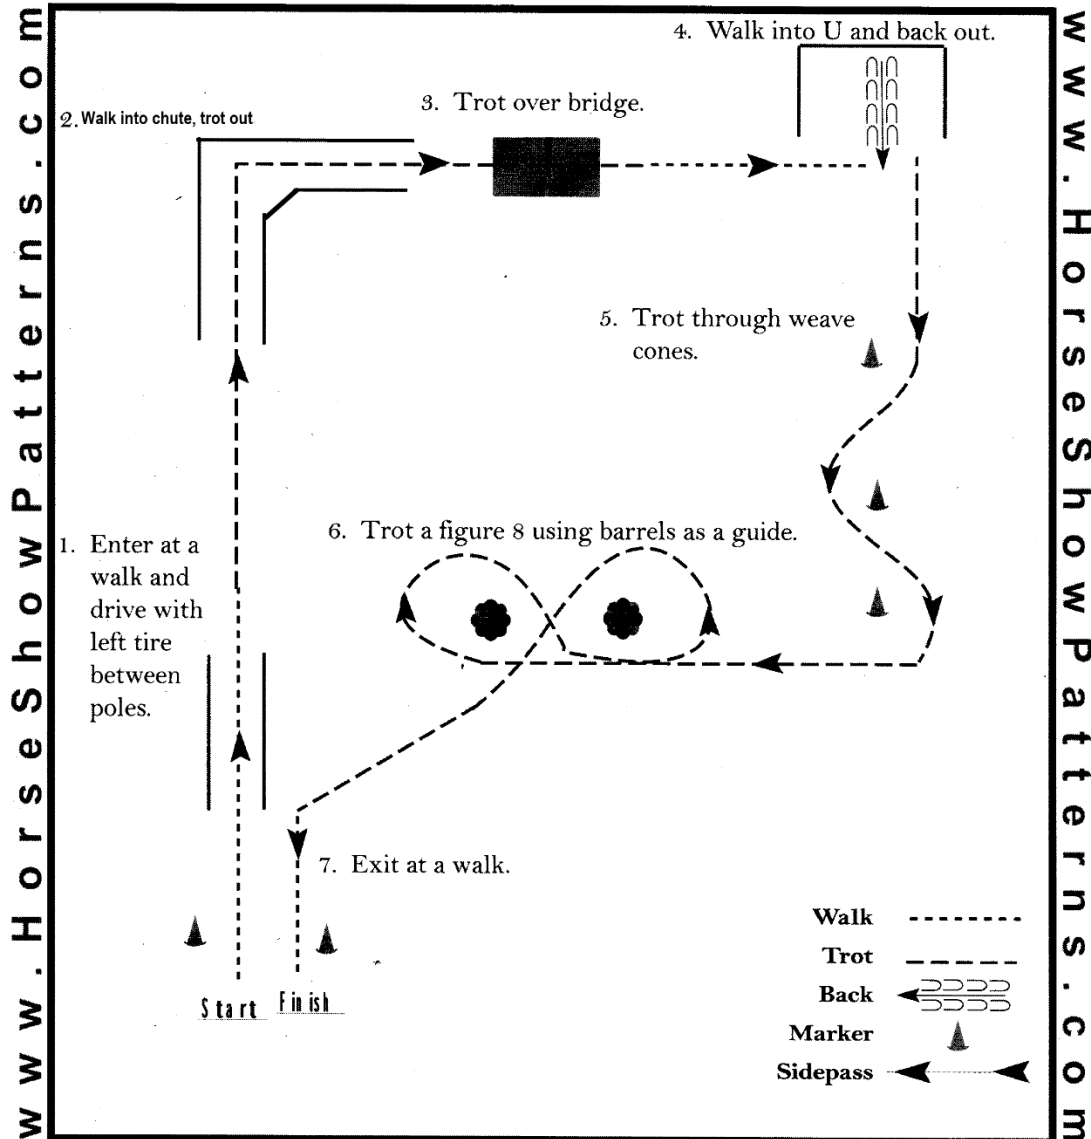 www.HorseShowPatterns.com
4. Walk into U and back out.
3. Trot over bridge.
2. Walk into chute, trot out
5. Trot through weave
cones.
6. Trot a figure 8 using barrels as a guide.
1. Enter at a
walk and
drive with
left tire
between
poles.
7. Exit at a walk.
Start
Finish
Walk
Trot
Back
Marker
Sidepass
www.HorseShowPatterns.com